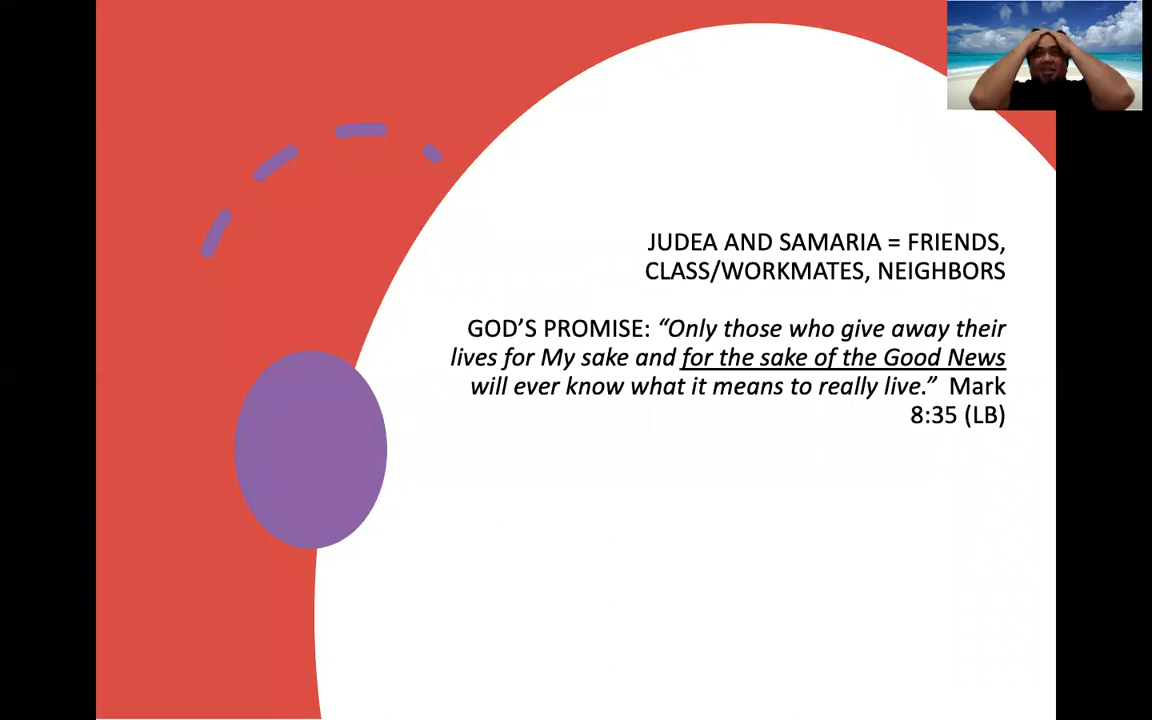 JUDEA AND SAMARIA = FRIENDS,
CLASS/WORKMATES, NEIGHBORS
GOD’S PROMISE: “Only those who give away their
lives for My sake and for the sake of the Good News
will ever know what it means to really live.” Mark
8:35 (LB)